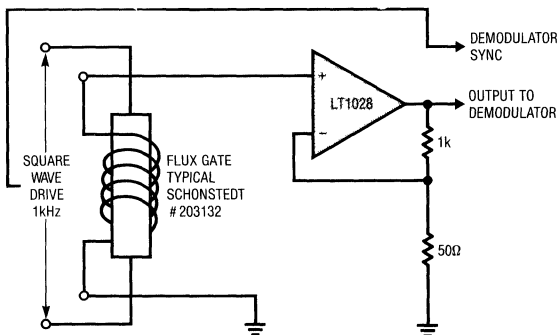 DEMODULATOR
SYNC
+
LT1028
OUTPUT TO
DEMODULATOR
−
1k
SQUARE
WAVE
DRIVE
1kHz
FLUX GATE
TYPICAL
SCHONSTEDT
# 203132
50Ω